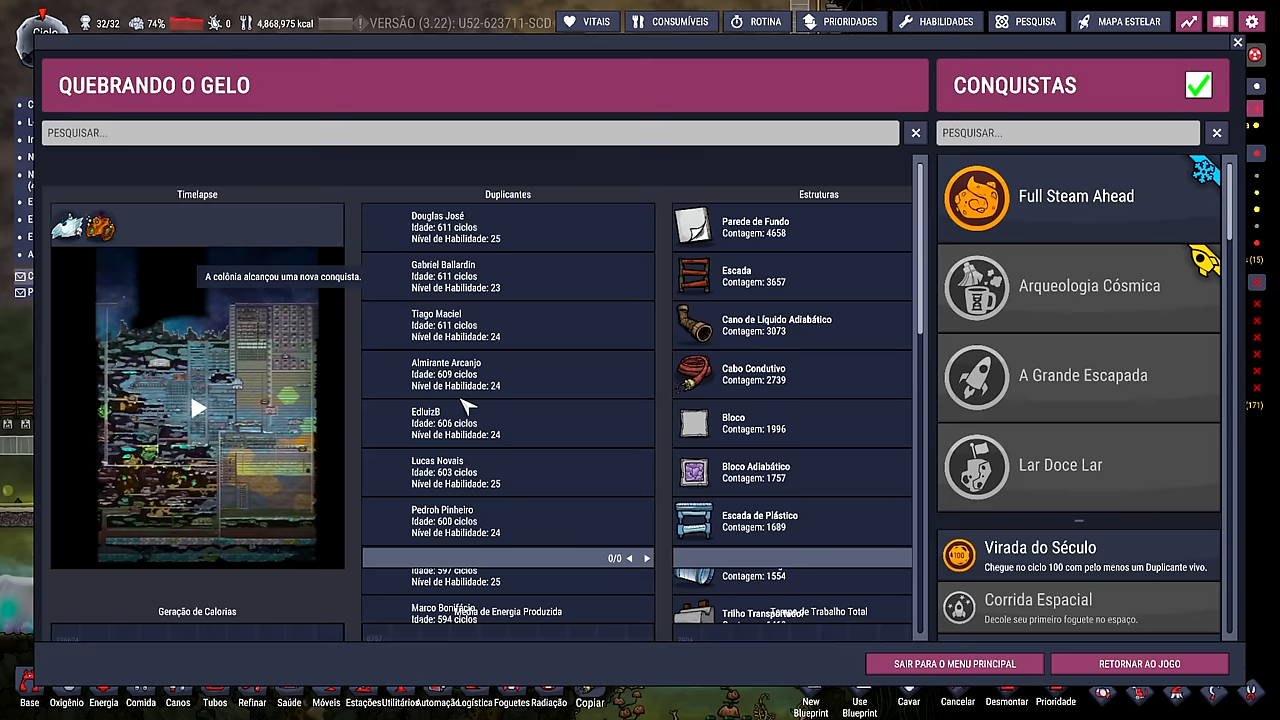 Ciclo
32/32
74%
0
4,868,975 kcal
VERSÃO (3.22): U52-623711-SCD
VITAIS
CONSUMÍVEIS
ROTINA
PRIORIDADES
HABILIDADES
PESQUISA
MAPA ESTELAR
QUEBRANDO O GELO
CONQUISTAS
PESQUISAR...
PESQUISAR...
Timelapse
Duplicantes
Estruturas
A colônia alcançou uma nova conquista.
Douglas José
Idade: 611 ciclos
Nível de Habilidade: 25
Gabriel Ballardin
Idade: 611 ciclos
Nível de Habilidade: 23
Tiago Maciel
Idade: 611 ciclos
Nível de Habilidade: 24
Almirante Arcanjo
Idade: 609 ciclos
Nível de Habilidade: 24
EdluizB
Idade: 606 ciclos
Nível de Habilidade: 24
Lucas Novais
Idade: 603 ciclos
Nível de Habilidade: 25
Pedroh Pinheiro
Idade: 600 ciclos
Nível de Habilidade: 24
0/0
Idade: 597 ciclos
Nível de Habilidade: 25
Marco Bonifácio
Idade: 594 ciclos
Parede de Fundo
Contagem: 4658
Escada
Contagem: 3657
Cano de Líquido Adiabático
Contagem: 3073
Cabo Condutivo
Contagem: 2739
Bloco
Contagem: 1996
Bloco Adiabático
Contagem: 1757
Escada de Plástico
Contagem: 1689
Contagem: 1554
Trilho Transportador
Geração de Calorias
Média de Energia Produzida
Tempo de Trabalho Total
Full Steam Ahead
Arqueologia Cósmica
A Grande Escapada
Lar Doce Lar
Virada do Século
Chegue no ciclo 100 com pelo menos um Duplicante vivo.
Corrida Espacial
Decole seu primeiro foguete no espaço.
(15)
(171)
SAIR PARA O MENU PRINCIPAL
RETORNAR AO JOGO
Base
Oxigênio
Energia
Comida
Canos
Tubos
Refinar
Saúde
Móveis
Estações
Utilitários
Automação
Logística
Foguetes
Radiação
Copiar
New Blueprint
Use Blueprint
Cavar
Cancelar
Desmontar
Prioridade